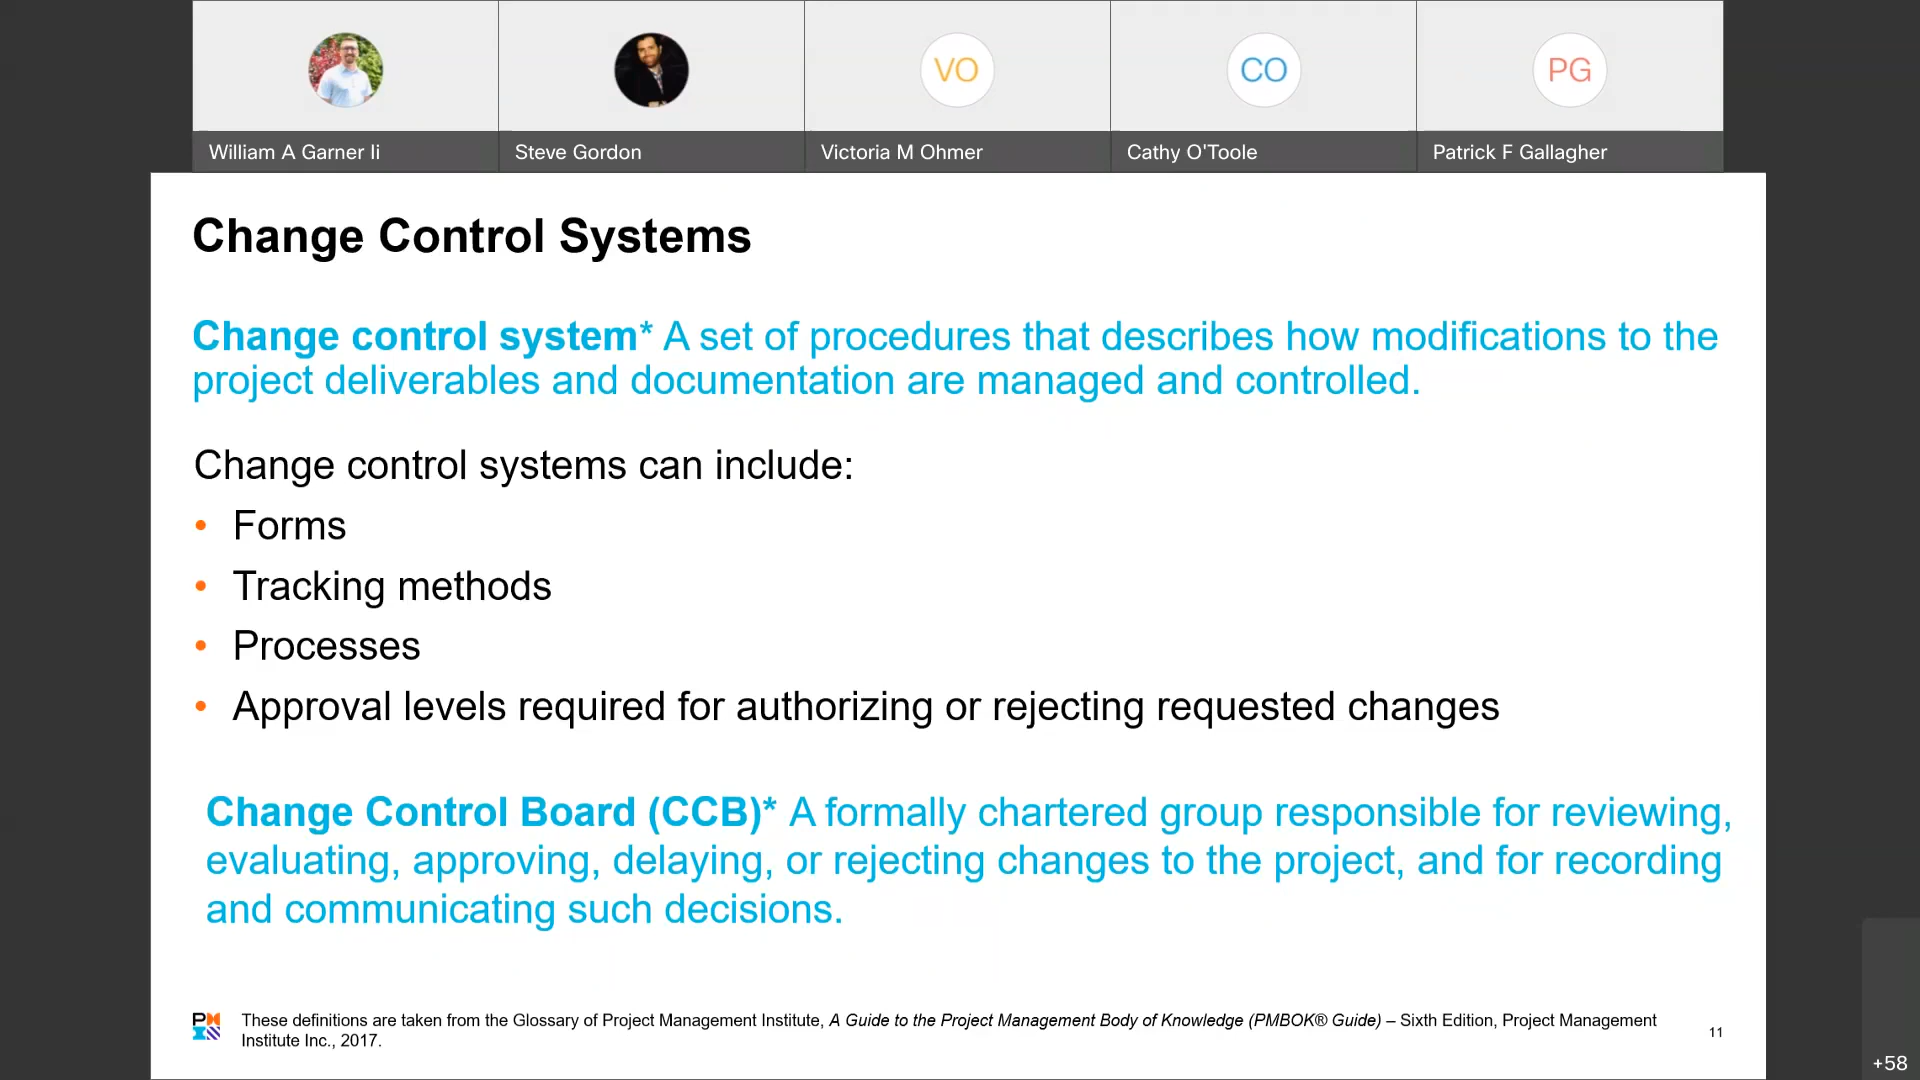 VO
CO
PG
William A Garner Ii
Steve Gordon
Victoria M Ohmer
Cathy O'Toole
Patrick F Gallagher
Change Control Systems
Change control system* A set of procedures that describes how modifications to the
project deliverables and documentation are managed and controlled.
Change control systems can include:
• Forms
• Tracking methods
• Processes
• Approval levels required for authorizing or rejecting requested changes
Change Control Board (CCB)* A formally chartered group responsible for reviewing,
evaluating, approving, delaying, or rejecting changes to the project, and for recording
and communicating such decisions.
These definitions are taken from the Glossary of Project Management Institute, A Guide to the Project Management Body of Knowledge (PMBOK® Guide) – Sixth Edition, Project Management
Institute Inc., 2017.
11
+58